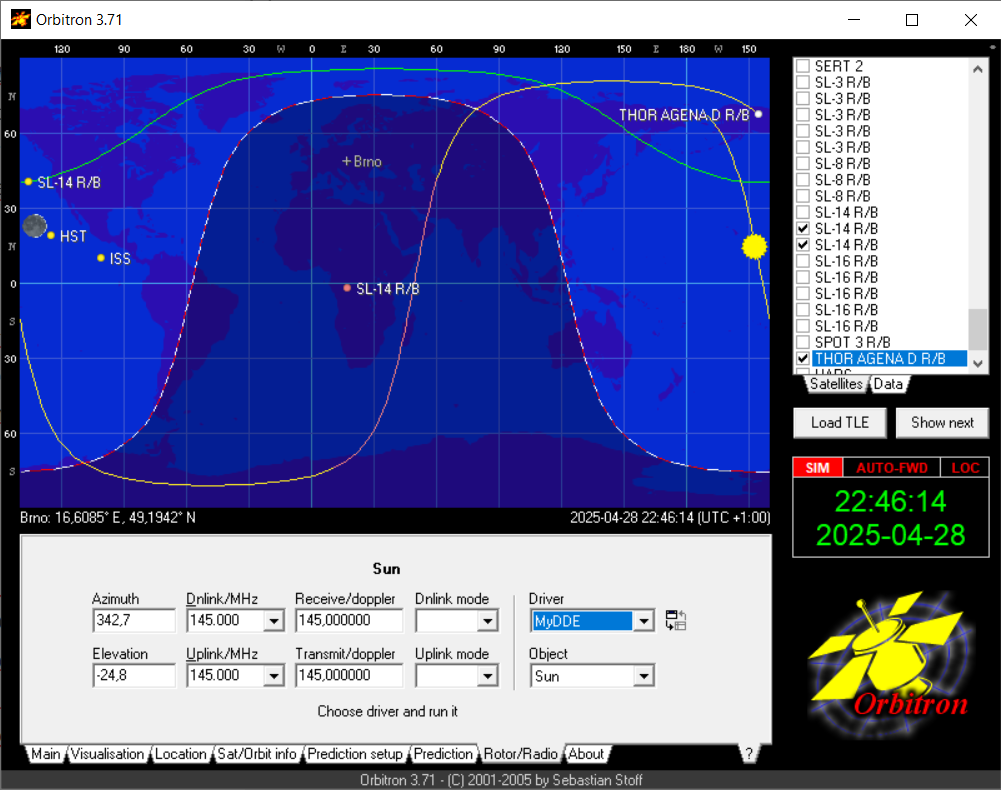 Orbitron 3.71
120 90 60 30 W 0 E 30 60 90 120 150 E 180 W 150
N
60
30
N
0
S
30
60
S
THOR AGENA D R/B
Brno
SL-14 R/B
HST
ISS
SL-14 R/B
Brno: 16,6085° E, 49,1942° N
2025-04-28 22:46:14 (UTC +1:00)
SERT 2
SL-3 R/B
SL-3 R/B
SL-3 R/B
SL-3 R/B
SL-3 R/B
SL-8 R/B
SL-8 R/B
SL-8 R/B
SL-14 R/B
SL-14 R/B
SL-14 R/B
SL-16 R/B
SL-16 R/B
SL-16 R/B
SL-16 R/B
SL-16 R/B
SPOT 3 R/B
THOR AGENA D R/B
UARS
Satellites Data
Load TLE Show next
SIM AUTO-FWD LOC
22:46:14
2025-04-28
Sun
Azimuth Dnlink/MHz Receive/doppler Dnlink mode Driver
342,7 145.000 145,000000 MyDDE
Elevation Uplink/MHz Transmit/doppler Uplink mode Object
-24,8 145.000 145,000000 Sun
Choose driver and run it
Orbitron
Main Visualisation Location Sat/Orbit info Prediction setup Prediction Rotor/Radio About ?
Orbitron 3.71 - (C) 2001-2005 by Sebastian Stoff